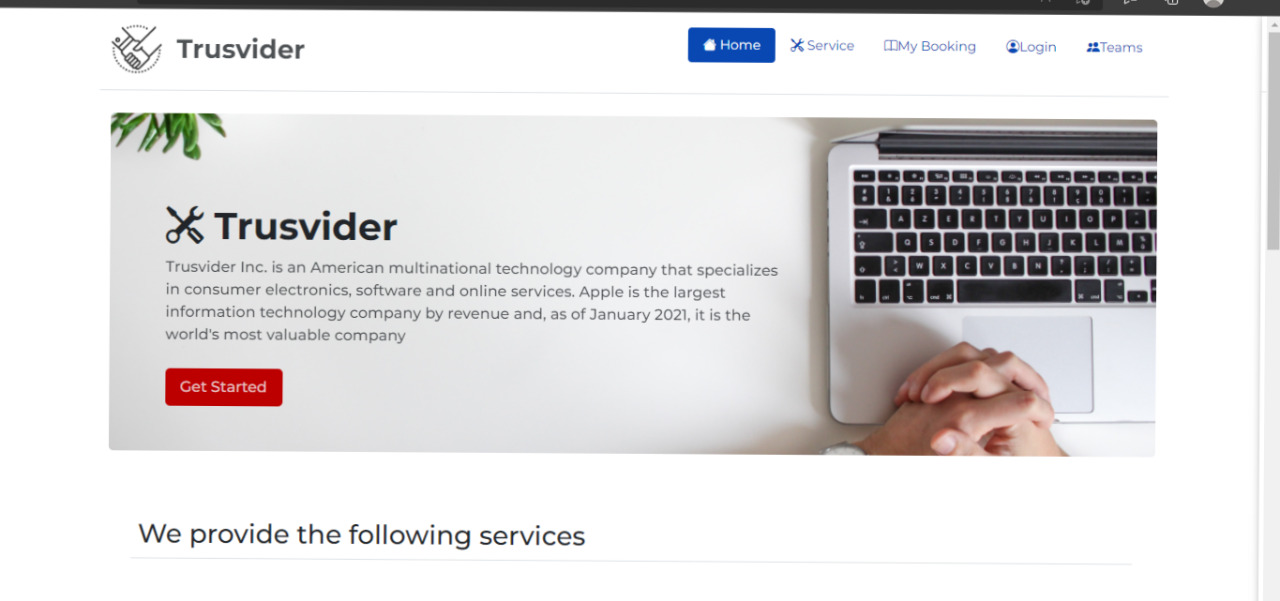 Trusvider
Home
Service
My Booking
Login
Teams
Trusvider
Trusvider Inc. is an American multinational technology company that specializes
in consumer electronics, software and online services. Apple is the largest
information technology company by revenue and, as of January 2021, it is the
world's most valuable company
Get Started
We provide the following services